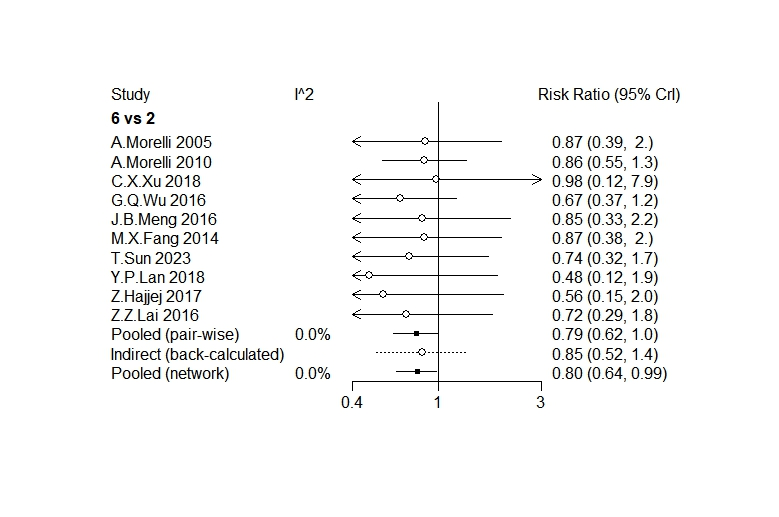 Study I^2 Risk Ratio (95% CrI)
6 vs 2
A.Morelli 2005 0.87 (0.39, 2.)
A.Morelli 2010 0.86 (0.55, 1.3)
C.X.Xu 2018 0.98 (0.12, 7.9)
G.Q.Wu 2016 0.67 (0.37, 1.2)
J.B.Meng 2016 0.85 (0.33, 2.2)
M.X.Fang 2014 0.87 (0.38, 2.)
T.Sun 2023 0.74 (0.32, 1.7)
Y.P.Lan 2018 0.48 (0.12, 1.9)
Z.Hajjej 2017 0.56 (0.15, 2.0)
Z.Z.Lai 2016 0.72 (0.29, 1.8)
Pooled (pair-wise) 0.0% 0.79 (0.62, 1.0)
Indirect (back-calculated) 0.85 (0.52, 1.4)
Pooled (network) 0.0% 0.80 (0.64, 0.99)
0.4 1 3